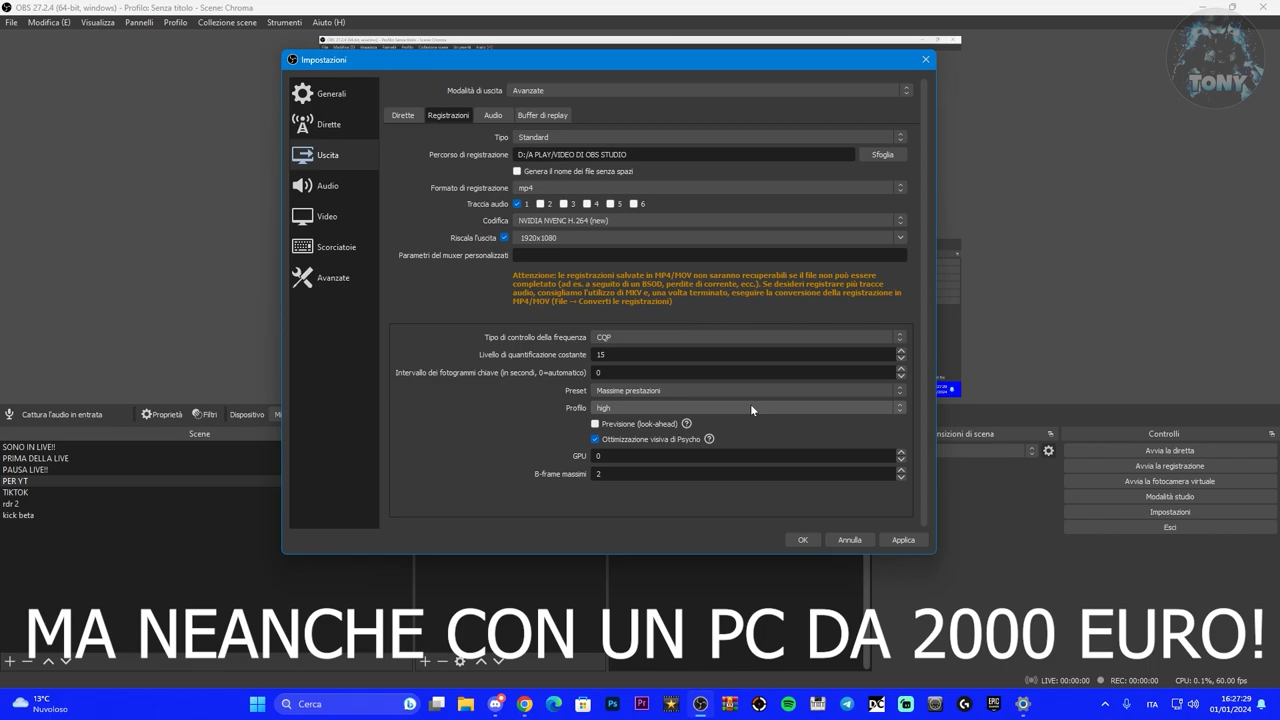 OBS 27.2.4 (64-bit, windows) - Profilo: Senza titolo - Scene: Chroma
File Modifica (E) Visualizza Pannelli Profilo Collezione scene Strumenti Aiuto (H)
TONY
Impostazioni
Generali
Dirette
Uscita
Audio
Video
Scorciatoie
Avanzate
Modalità di uscita Avanzate
Dirette Registrazioni Audio Buffer di replay
Tipo Standard
Percorso di registrazione D:/A PLAY/VIDEO DI OBS STUDIO Sfoglia
Genera il nome dei file senza spazi
Formato di registrazione mp4
Traccia audio 1 2 3 4 5 6
Codifica NVIDIA NVENC H.264 (new)
Riscala l'uscita 1920x1080
Parametri del muxer personalizzati
Attenzione: le registrazioni salvate in MP4/MOV non saranno recuperabili se il file non può essere
completato (ad es. a seguito di un BSOD, perdite di corrente, ecc.). Se desideri registrare più tracce
audio, consigliamo l'utilizzo di MKV e, una volta terminato, eseguire la conversione della registrazione in
MP4/MOV (File → Converti le registrazioni)
Tipo di controllo della frequenza CQP
Livello di quantificazione costante 15
Intervallo dei fotogrammi chiave (in secondi, 0=automatico) 0
Preset Massime prestazioni
Profilo high
Previsione (look-ahead)
Ottimizzazione visiva di Psycho
GPU 0
B-frame massimi 2
OK Annulla Applica
Cattura l'audio in entrata Proprietà Filtri Dispositivo
Scene
SONO IN LIVE!!
PRIMA DELLA LIVE
PAUSA LIVE!!
PER YT
TIKTOK
rdr 2
kick beta
nsizioni di scena
Controlli
Avvia la diretta
Avvia la registrazione
Avvia la fotocamera virtuale
Modalità studio
Impostazioni
Esci
MA NEANCHE CON UN PC DA 2000 EURO!
LIVE: 00:00:00 REC: 00:00:00 CPU: 0.1%, 60.00 fps
13°C
Nuvoloso
Cerca
ITA
16:27:29
01/01/2024